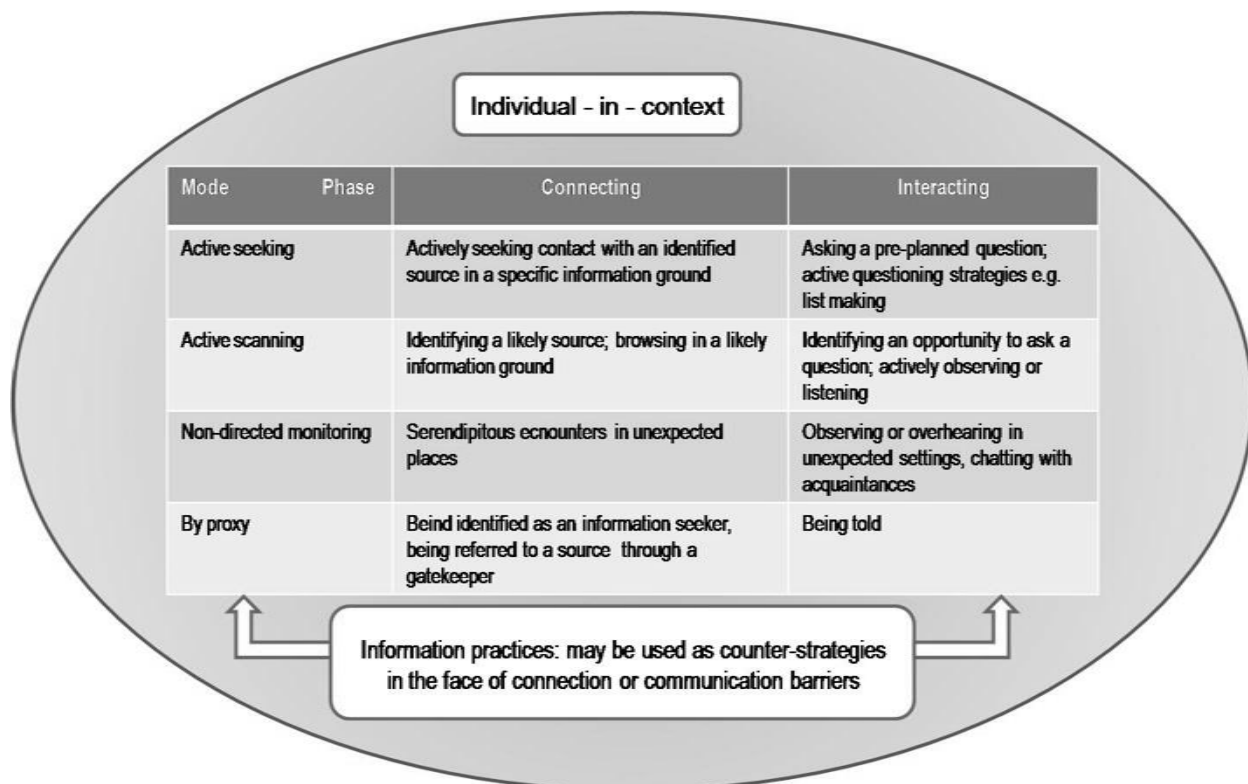 Individual - in - context
Mode Phase Connecting Interacting
Active seeking
Actively seeking contact with an identified
source in a specific information ground
Asking a pre-planned question;
active questioning strategies e.g.
list making
Active scanning
Identifying a likely source; browsing in a likely
information ground
Identifying an opportunity to ask a
question; actively observing or
listening
Non-directed monitoring
Serendipitous ecnounters in unexpected
places
Observing or overhearing in
unexpected settings, chatting with
acquaintances
By proxy
Beind identified as an information seeker,
being referred to a source through a
gatekeeper
Being told
Information practices: may be used as counter-strategies
in the face of connection or communication barriers